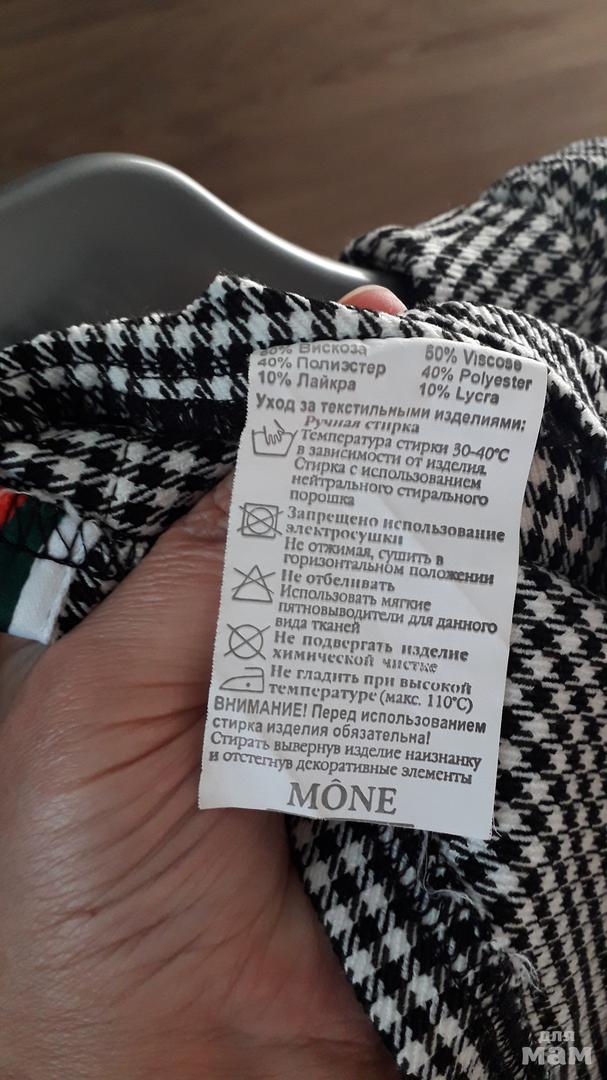 50% Вискоза 50% Viscose
40% Полиэстер 40% Polyester
10% Лайкра 10% Lycra
Уход за текстильными изделиями:
Ручная стирка
Температура стирки 30-40°C
в зависимости от изделия.
Стирка с использованием
нейтрального стирального
порошка
Запрещено использование
электросушки
Не отжимая, сушить в
горизонтальном положении
Не отбеливать
Использовать мягкие
пятновыводители для данного
вида тканей
Не подвергать изделие
химической чистке
Не гладить при высокой
температуре (макс. 110°C)
ВНИМАНИЕ! Перед использованием
стирка изделия обязательна!
Стирать вывернув изделие наизнанку
и отстегнув декоративные элементы
MÔNE
для
мам